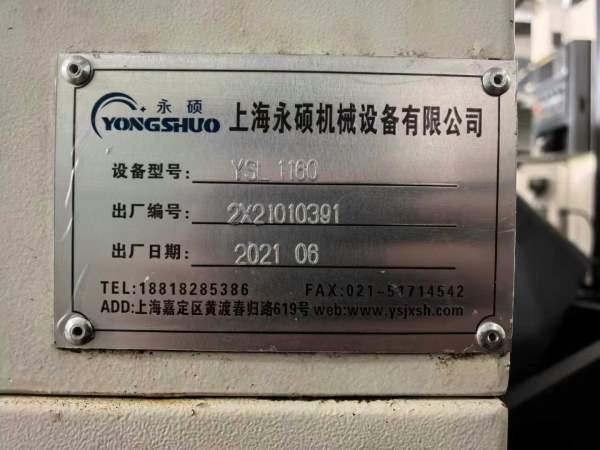 永硕
YONGSHUO
上海永硕机械设备有限公司
设备型号: YSL 1160
出厂编号: 2X21010391
出厂日期: 2021 06
TEL:18818285386 FAX:021-51714542
ADD:上海嘉定区黄渡春归路619号 web:www.ysjxsh.com